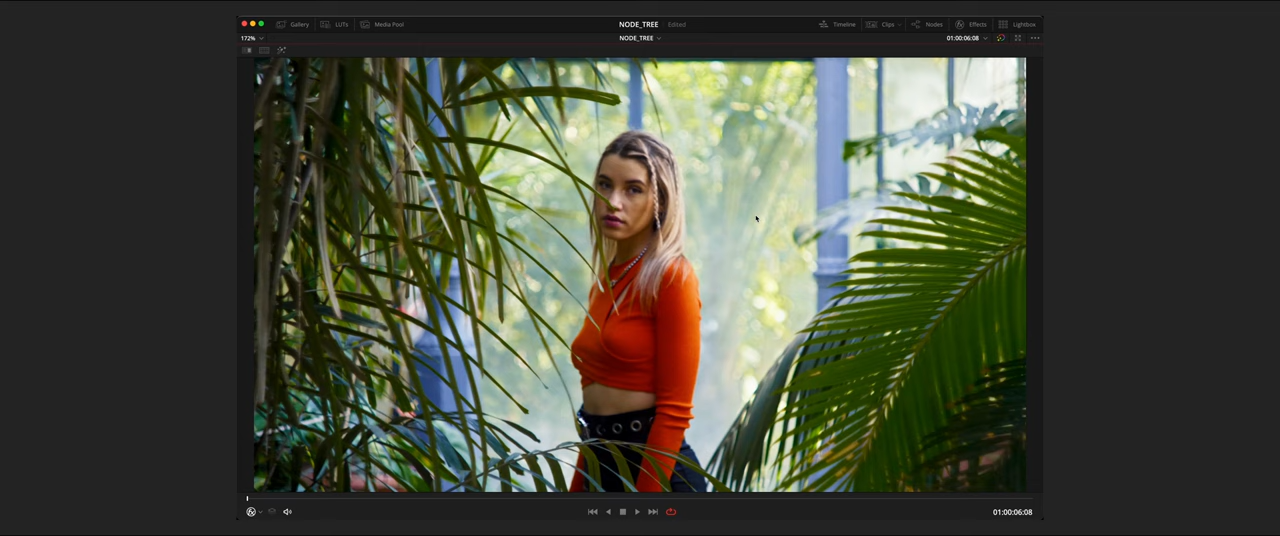 Gallery LUTs Media Pool NODE_TREE Edited Timeline Clips Nodes Effects Lightbox
172% NODE_TREE 01:00:06:08
01:00:06:08